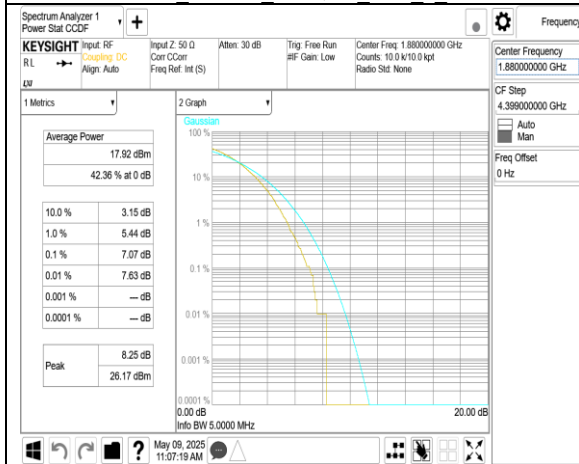 Spectrum Analyzer 1
Power Stat CCDF
+
Frequency
KEYSIGHT
RL
LXI
Input: RF
Coupling: DC
Align: Auto
Input Z: 50 Ω
Corr CCorr
Freq Ref: Int (S)
Atten: 30 dB
Trig: Free Run
#IF Gain: Low
Center Freq: 1.880000000 GHz
Counts: 10.0 k/10.0 kpt
Radio Std: None
Center Frequency
1.880000000 GHz
CF Step
4.399000000 GHz
Auto
Man
Freq Offset
0 Hz
1 Metrics
Average Power
17.92 dBm
42.36 % at 0 dB
10.0 % 3.15 dB
1.0 % 5.44 dB
0.1 % 7.07 dB
0.01 % 7.63 dB
0.001 % --- dB
0.0001 % --- dB
Peak
8.25 dB
26.17 dBm
2 Graph
Gaussian
100 %
10 %
1 %
0.1 %
0.01 %
0.001 %
0.0001 %
0.00 dB 20.00 dB
Info BW 5.0000 MHz
?
May 09, 2025
11:07:19 AM